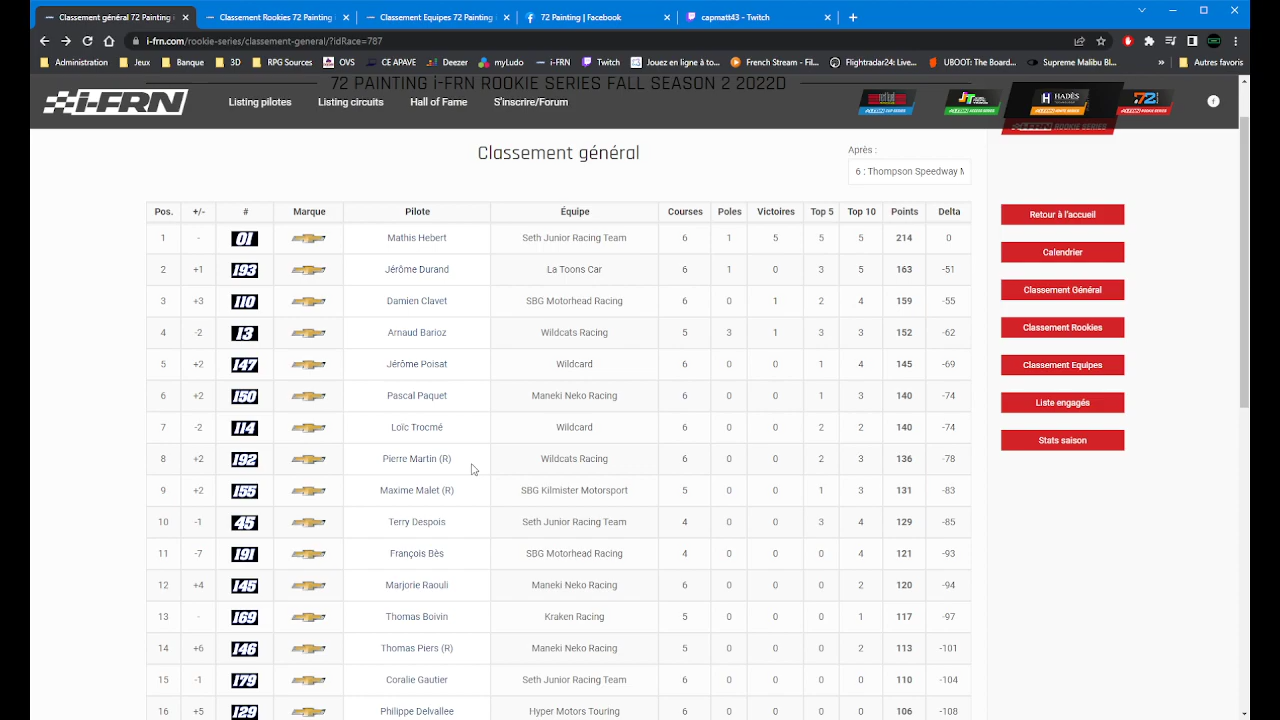 Classement général 72 Painting
Classement Rookies 72 Painting
Classement Equipes 72 Painting
72 Painting | Facebook
capmatt43 - Twitch
i-frn.com/rookie-series/classement-general/?idRace=787
Administration Jeux Banque 3D RPG Sources OVS CE APAVE Deezer myLudo i-FRN Twitch Jouez en ligne à to... French Stream - Fil... Flightradar24: Live... UBOOT: The Board... Supreme Malibu Bl... » Autres favoris
72 PAINTING i-FRN ROOKIE SERIES FALL SEASON 2 2022D
i-FRN Listing pilotes Listing circuits Hall of Fame S'inscrire/Forum HADÈS 72
Classement général
Après :
6 : Thompson Speedway M
Pos. +/- # Marque Pilote Équipe Courses Poles Victoires Top 5 Top 10 Points Delta
1 - 01 Mathis Hebert Seth Junior Racing Team 6 1 5 5 5 214 0
2 +1 193 Jérôme Durand La Toons Car 6 1 0 3 5 163 -51
3 +3 110 Damien Clavet SBG Motorhead Racing 6 0 1 2 4 159 -55
4 -2 13 Arnaud Barioz Wildcats Racing 5 3 1 3 3 152 -62
5 +2 147 Jérôme Poisat Wildcard 6 0 0 1 4 145 -69
6 +2 150 Pascal Paquet Maneki Neko Racing 6 0 0 1 3 140 -74
7 -2 114 Loïc Trocmé Wildcard 6 0 0 2 2 140 -74
8 +2 192 Pierre Martin (R) Wildcats Racing 6 0 0 2 3 136 -78
9 +2 155 Maxime Malet (R) SBG Kilmister Motorsport 5 0 0 1 3 131 -83
10 -1 45 Terry Despois Seth Junior Racing Team 4 0 0 3 4 129 -85
11 -7 191 François Bès SBG Motorhead Racing 4 0 0 0 4 121 -93
12 +4 145 Marjorie Raouli Maneki Neko Racing 6 0 0 0 2 120 -94
13 - 169 Thomas Boivin Kraken Racing 5 0 0 0 1 117 -97
14 +6 146 Thomas Piers (R) Maneki Neko Racing 5 0 0 0 2 113 -101
15 -1 179 Coralie Gautier Seth Junior Racing Team 5 0 0 0 0 110 -104
16 +5 129 Philippe Delvallee Hyper Motors Touring 6 0 0 0 0 106 -108
Retour à l'accueil
Calendrier
Classement Général
Classement Rookies
Classement Equipes
Liste engagés
Stats saison